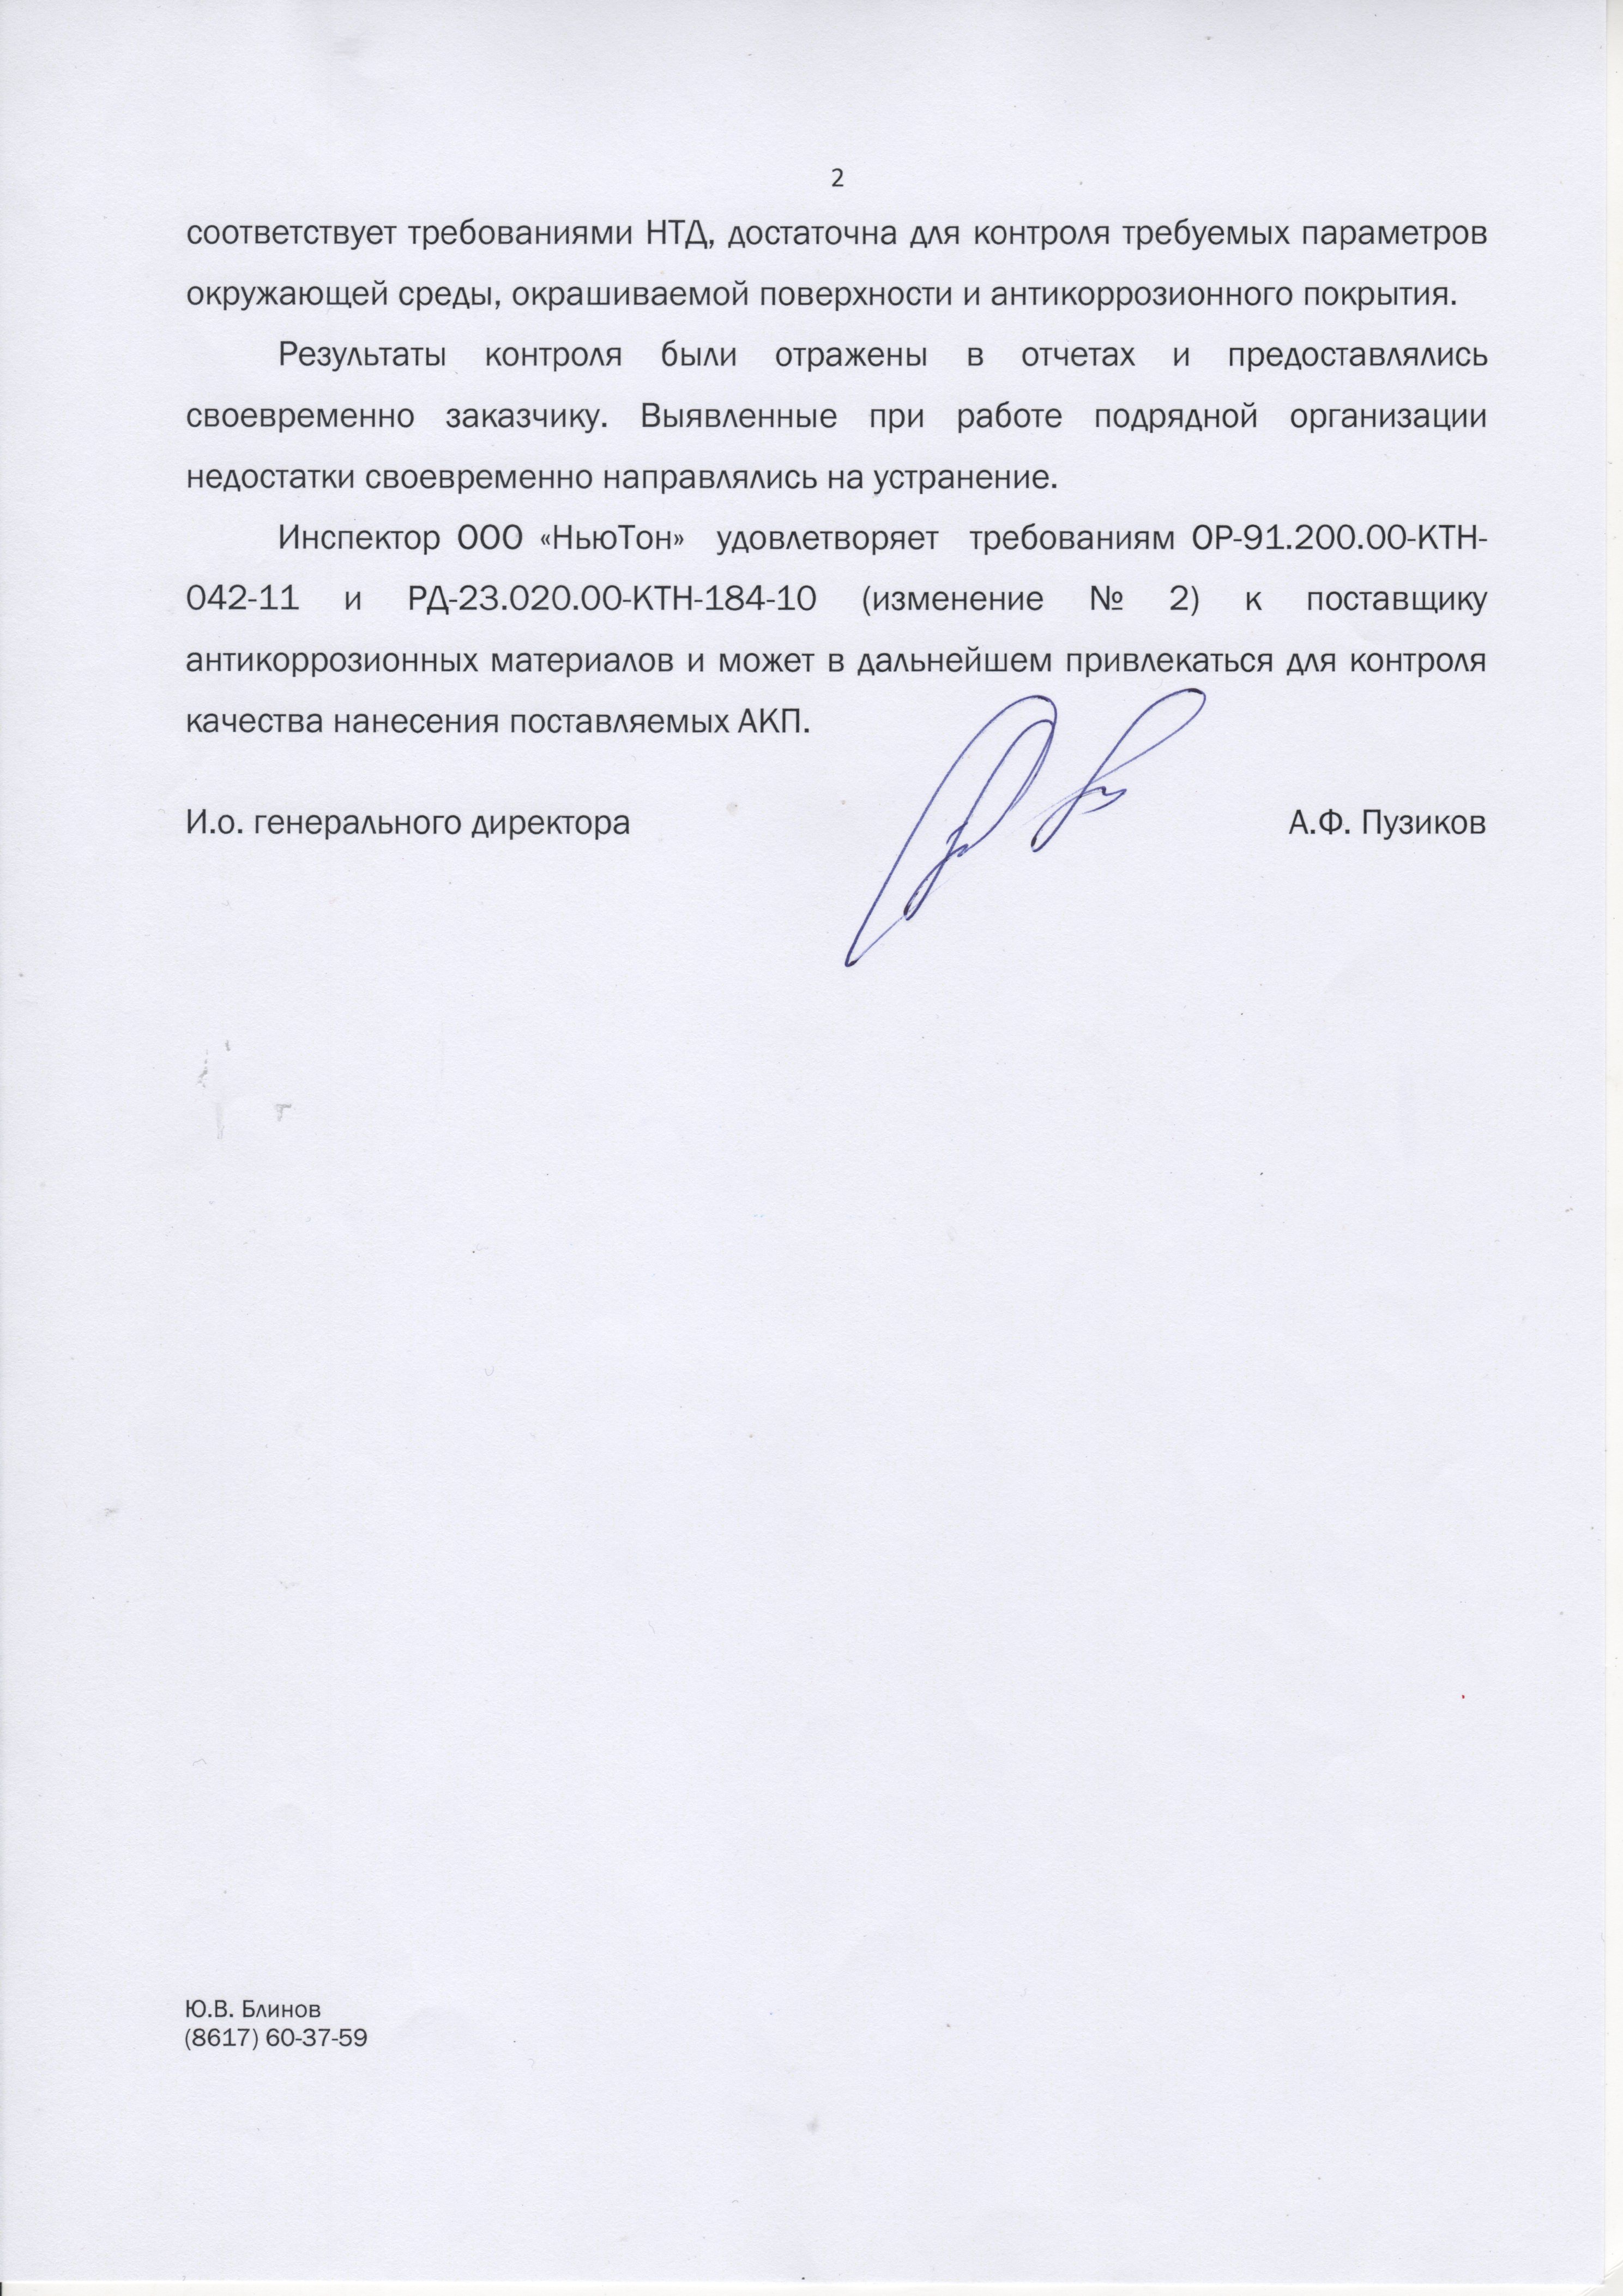 2
соответствует требованиями НТД, достаточна для контроля требуемых параметров
окружающей среды, окрашиваемой поверхности и антикоррозионного покрытия.
Результаты контроля были отражены в отчетах и предоставлялись
своевременно заказчику. Выявленные при работе подрядной организации
недостатки своевременно направлялись на устранение.
Инспектор ООО «НьюТон» удовлетворяет требованиям ОР-91.200.00-КТН-
042-11 и РД-23.020.00-КТН-184-10 (изменение № 2) к поставщику
антикоррозионных материалов и может в дальнейшем привлекаться для контроля
качества нанесения поставляемых АКП.
И.о. генерального директора А.Ф. Пузиков
Ю.В. Блинов
(8617) 60-37-59